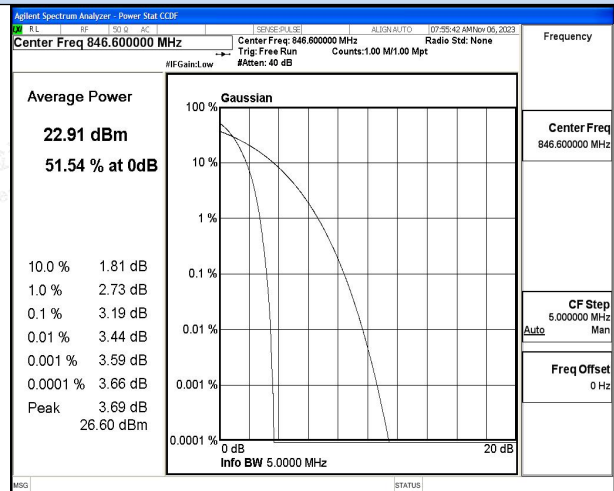 Agilent Spectrum Analyzer - Power Stat CCDF
RL RF 50 Ω AC SENSE:PULSE ALIGN AUTO 07:55:42 AM Nov 06, 2023
Center Freq 846.600000 MHz
Center Freq: 846.600000 MHz Radio Std: None
Trig: Free Run Counts:1.00 M/1.00 Mpt
#IFGain:Low #Atten: 40 dB
Frequency
Average Power
22.91 dBm
51.54 % at 0dB
10.0 % 1.81 dB
1.0 % 2.73 dB
0.1 % 3.19 dB
0.01 % 3.44 dB
0.001 % 3.59 dB
0.0001 % 3.66 dB
Peak 3.69 dB
26.60 dBm
Gaussian
100 %
10 %
1 %
0.1 %
0.01 %
0.001 %
0.0001 %
0 dB 20 dB
Info BW 5.0000 MHz
Center Freq
846.600000 MHz
CF Step
5.000000 MHz
Auto Man
Freq Offset
0 Hz
MSG STATUS